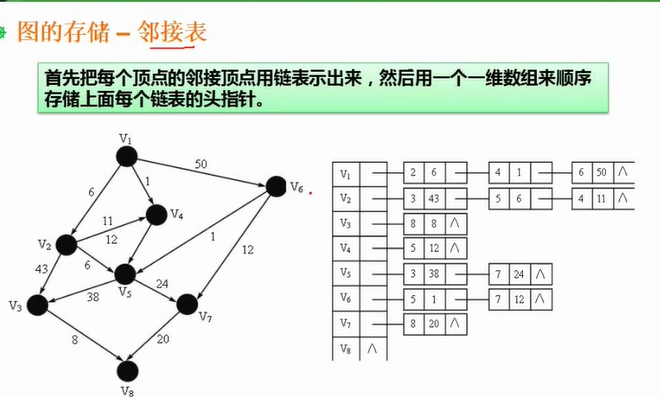 图的存储 – 邻接表
首先把每个顶点的邻接顶点用链表示出来，然后用一个一维数组来顺序
存储上面每个链表的头指针。
V1
50
V6
6
1
V4
11
12
V2
1
12
43
6
V5
24
38
V3
V7
8
20
V8
V1 2 6 4 1 6 50 ∧
V2 3 43 5 6 4 11 ∧
V3 8 8 ∧
V4 5 12 ∧
V5 3 38 7 24 ∧
V6 5 1 7 12 ∧
V7 8 20 ∧
V8 ∧